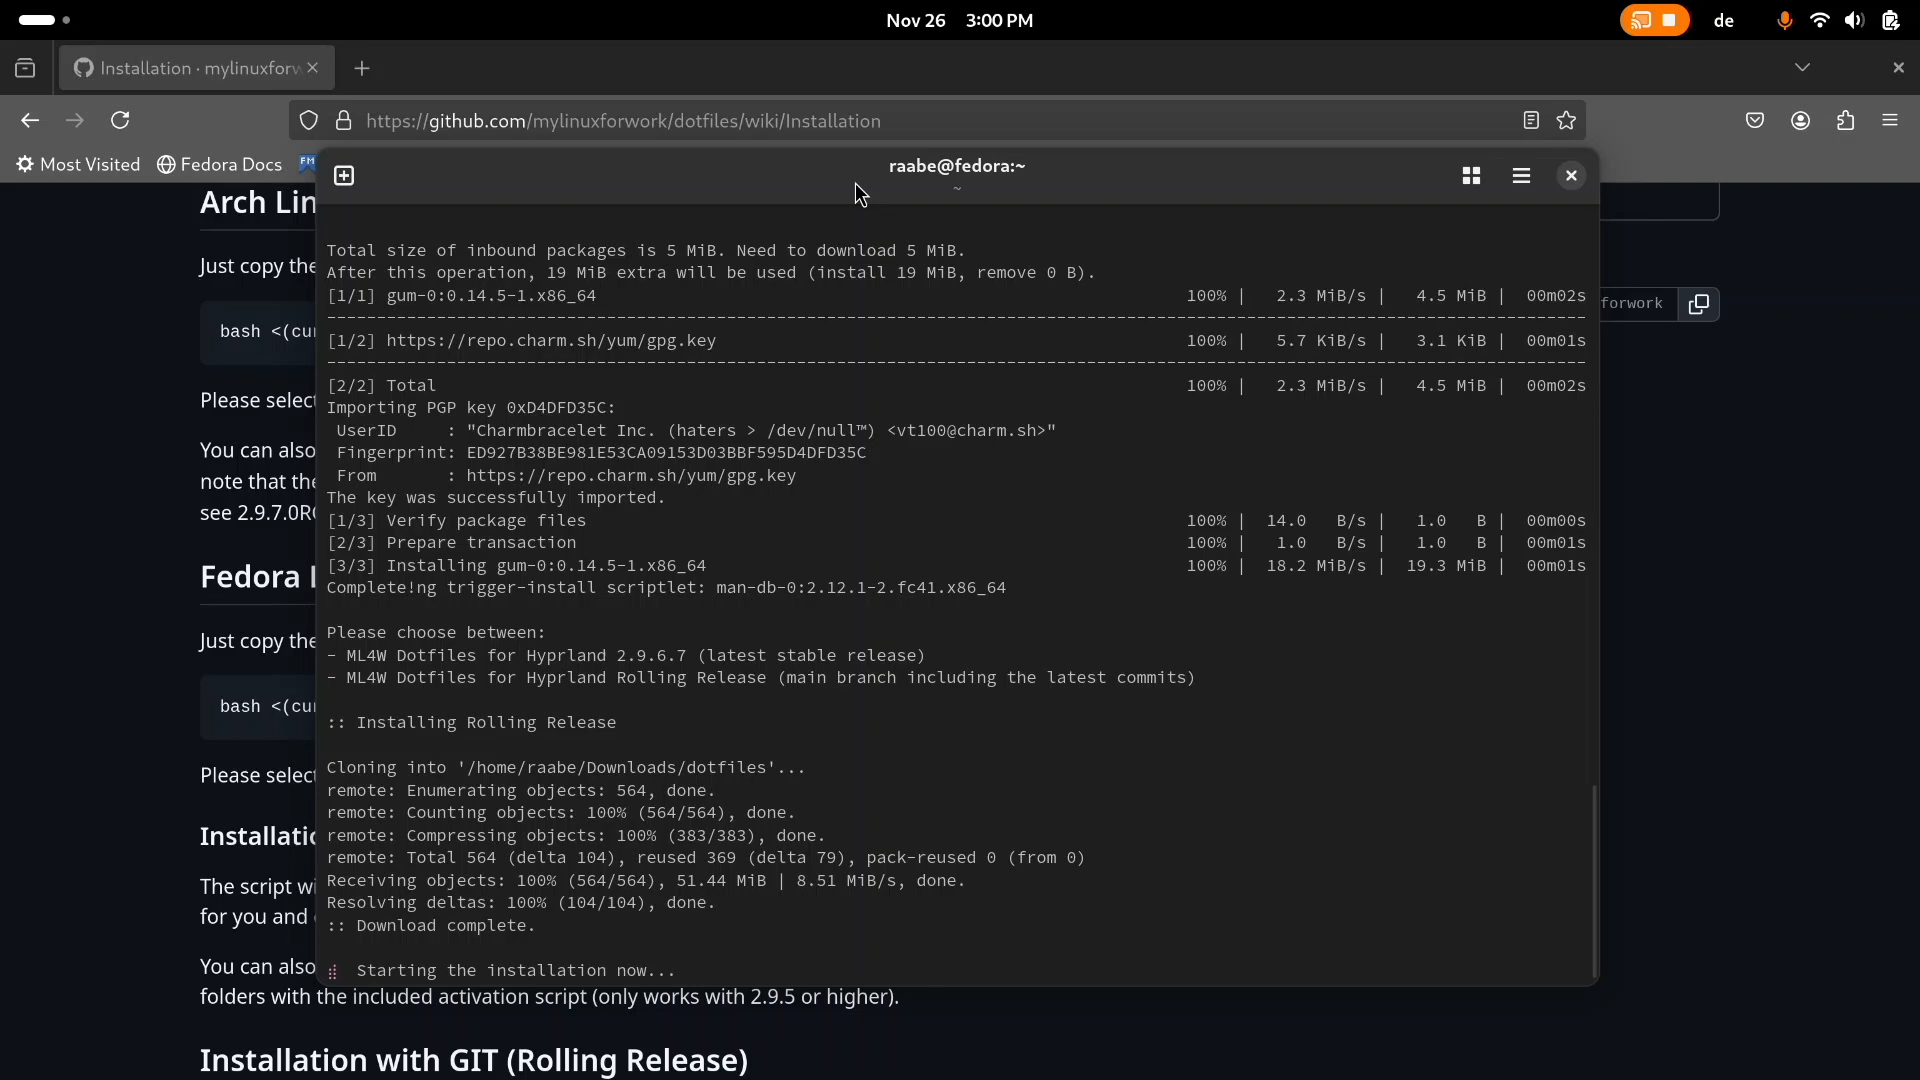 Nov 26 3:00 PM
de
Installation · mylinuxforw
https://github.com/mylinuxforwork/dotfiles/wiki/Installation
Most Visited
Fedora Docs
FM
raabe@fedora:~
~
Arch Lin
Just copy the
bash <(cur
Please select
You can also
note that the
see 2.9.7.0RC
Fedora
Just copy the
bash <(cur
Please select
Installatio
The script wi
for you and
You can also
folders with the included activation script (only works with 2.9.5 or higher).
Installation with GIT (Rolling Release)
forwork
Total size of inbound packages is 5 MiB. Need to download 5 MiB.
After this operation, 19 MiB extra will be used (install 19 MiB, remove 0 B).
[1/1] gum-0:0.14.5-1.x86_64 100% | 2.3 MiB/s | 4.5 MiB | 00m02s
--------------------------------------------------------------------------------
[1/2] https://repo.charm.sh/yum/gpg.key 100% | 5.7 KiB/s | 3.1 KiB | 00m01s
--------------------------------------------------------------------------------
[2/2] Total 100% | 2.3 MiB/s | 4.5 MiB | 00m02s
Importing PGP key 0xD4DFD35C:
UserID : "Charmbracelet Inc. (haters > /dev/null™) <vt100@charm.sh>"
Fingerprint: ED927B38BE981E53CA09153D03BBF595D4DFD35C
From : https://repo.charm.sh/yum/gpg.key
The key was successfully imported.
[1/3] Verify package files 100% | 14.0 B/s | 1.0 B | 00m00s
[2/3] Prepare transaction 100% | 1.0 B/s | 1.0 B | 00m01s
[3/3] Installing gum-0:0.14.5-1.x86_64 100% | 18.2 MiB/s | 19.3 MiB | 00m01s
Complete!ng trigger-install scriptlet: man-db-0:2.12.1-2.fc41.x86_64
Please choose between:
- ML4W Dotfiles for Hyprland 2.9.6.7 (latest stable release)
- ML4W Dotfiles for Hyprland Rolling Release (main branch including the latest commits)
:: Installing Rolling Release
Cloning into '/home/raabe/Downloads/dotfiles'...
remote: Enumerating objects: 564, done.
remote: Counting objects: 100% (564/564), done.
remote: Compressing objects: 100% (383/383), done.
remote: Total 564 (delta 104), reused 369 (delta 79), pack-reused 0 (from 0)
Receiving objects: 100% (564/564), 51.44 MiB | 8.51 MiB/s, done.
Resolving deltas: 100% (104/104), done.
:: Download complete.
Starting the installation now...